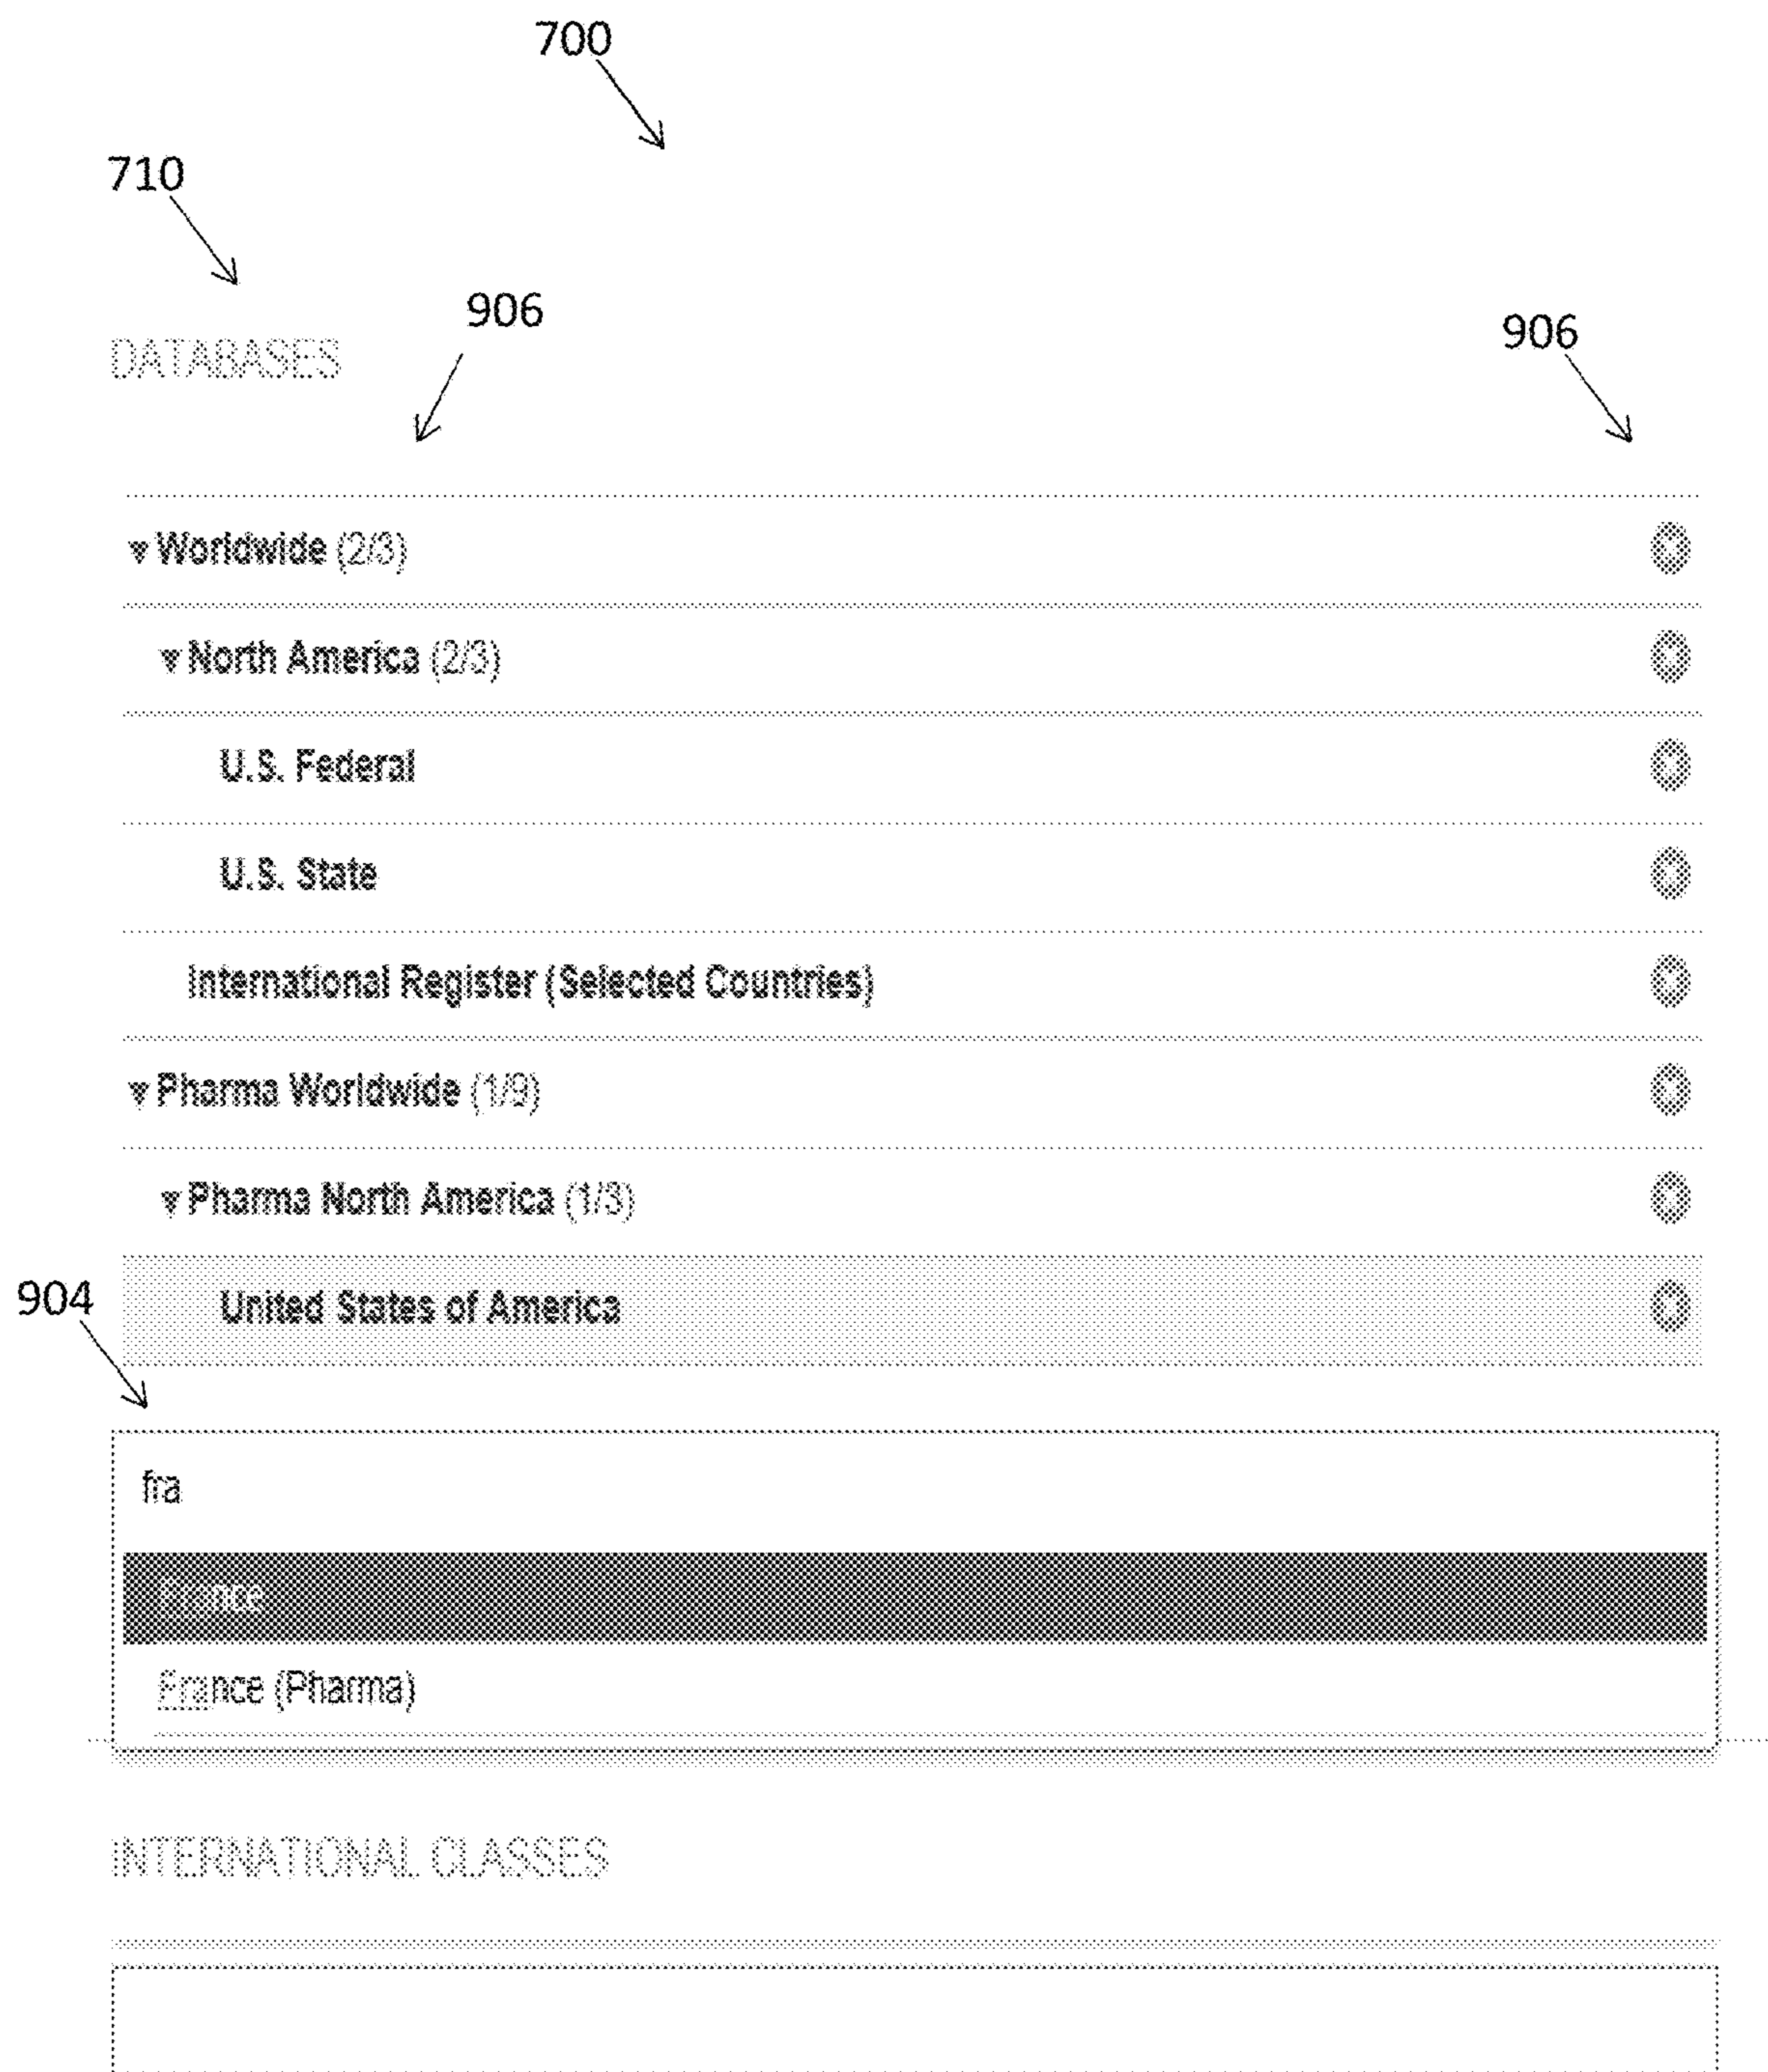 700
710
906
906
DATABASES
Worldwide (2/3)
North America (2/3)
U.S. Federal
U.S. State
International Register (Selected Countries)
Pharma Worldwide (1/9)
Pharma North America (1/3)
904
United States of America
fra
France
France (Pharma)
INTERNATIONAL CLASSES